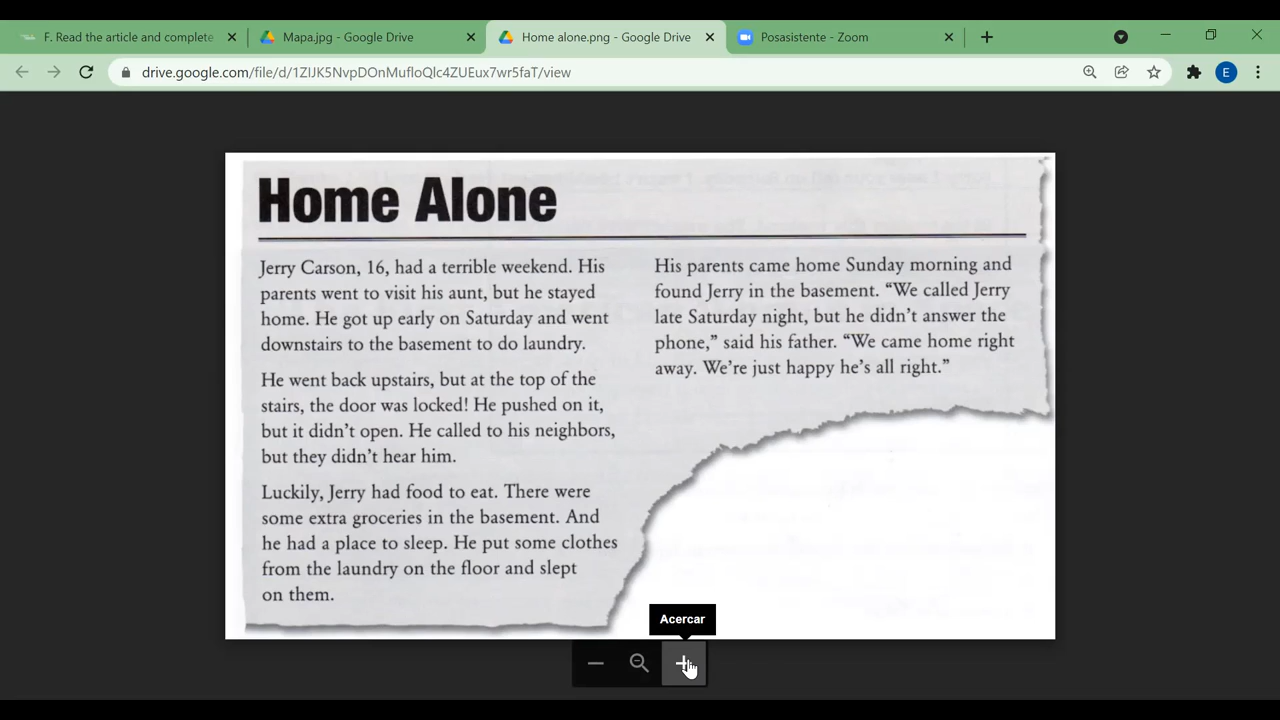 F. Read the article and complete
Mapa.jpg - Google Drive
Home alone.png - Google Drive
Posasistente - Zoom
drive.google.com/file/d/1ZIJK5NvpDOnMufloQlc4ZUEux7wr5faT/view
E
Home Alone
Jerry Carson, 16, had a terrible weekend. His
parents went to visit his aunt, but he stayed
home. He got up early on Saturday and went
downstairs to the basement to do laundry.
He went back upstairs, but at the top of the
stairs, the door was locked! He pushed on it,
but it didn't open. He called to his neighbors,
but they didn't hear him.
Luckily, Jerry had food to eat. There were
some extra groceries in the basement. And
he had a place to sleep. He put some clothes
from the laundry on the floor and slept
on them.
His parents came home Sunday morning and
found Jerry in the basement. “We called Jerry
late Saturday night, but he didn't answer the
phone,” said his father. “We came home right
away. We're just happy he's all right.”
Acercar